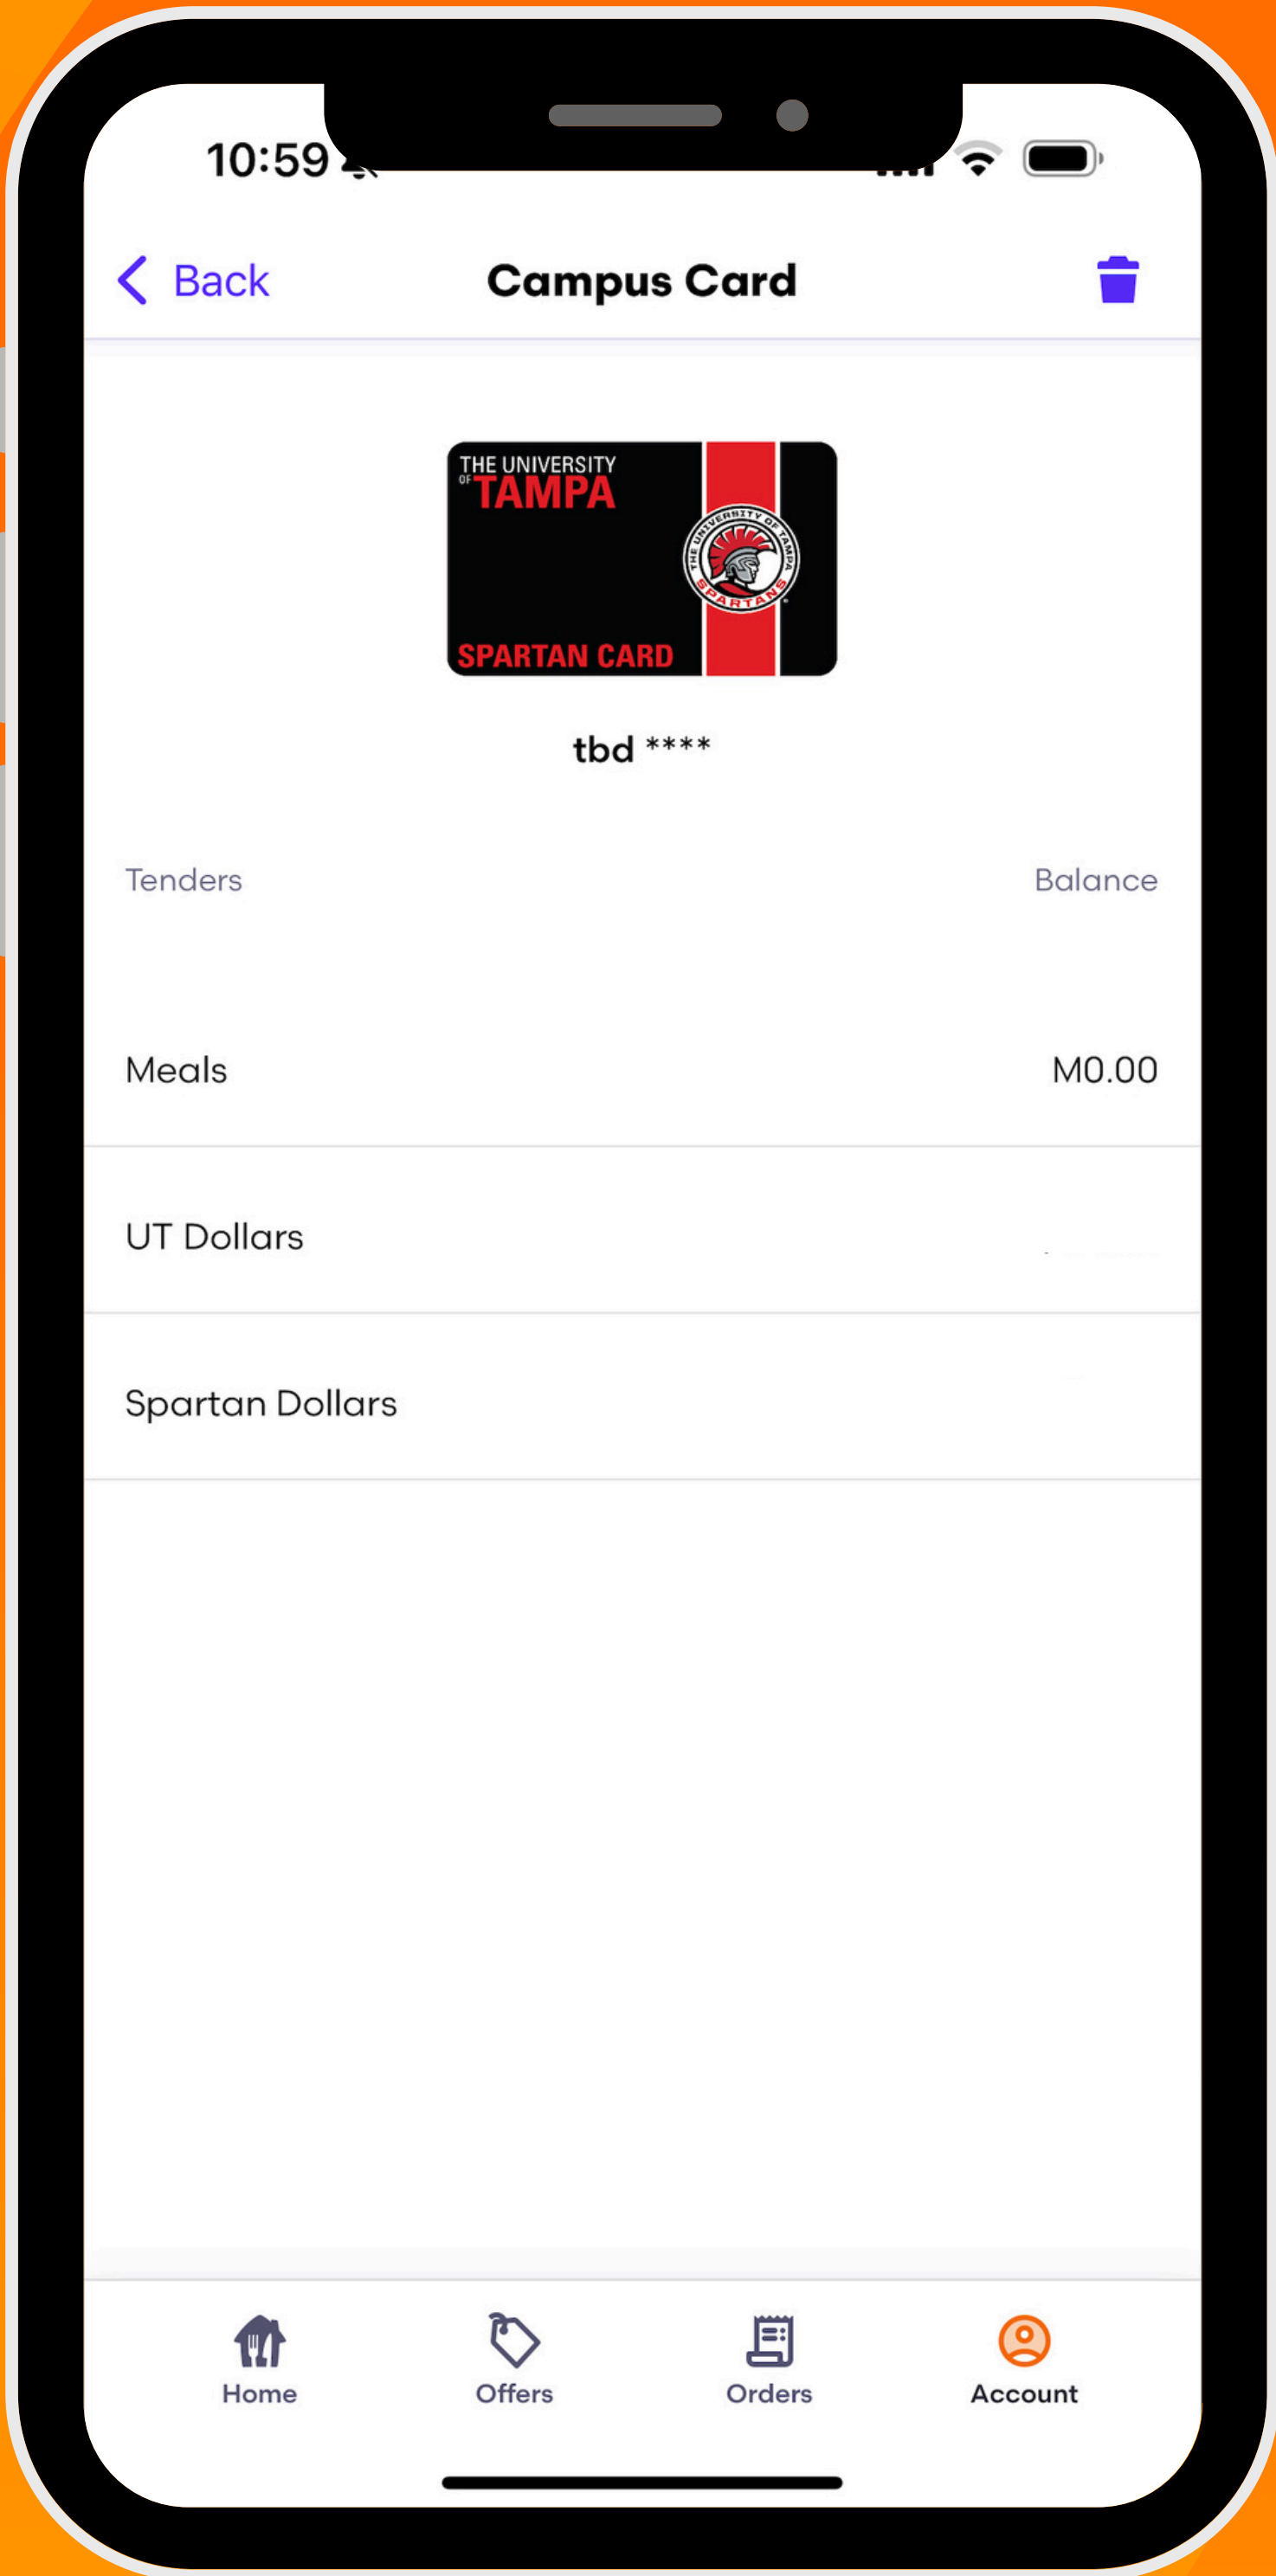 10:59
Back
Campus Card
THE UNIVERSITY
OF TAMPA
THE UNIVERSITY OF TAMPA
SPARTANS
SPARTAN CARD
tbd ****
Tenders Balance
Meals M0.00
UT Dollars
Spartan Dollars
Home Offers Orders Account